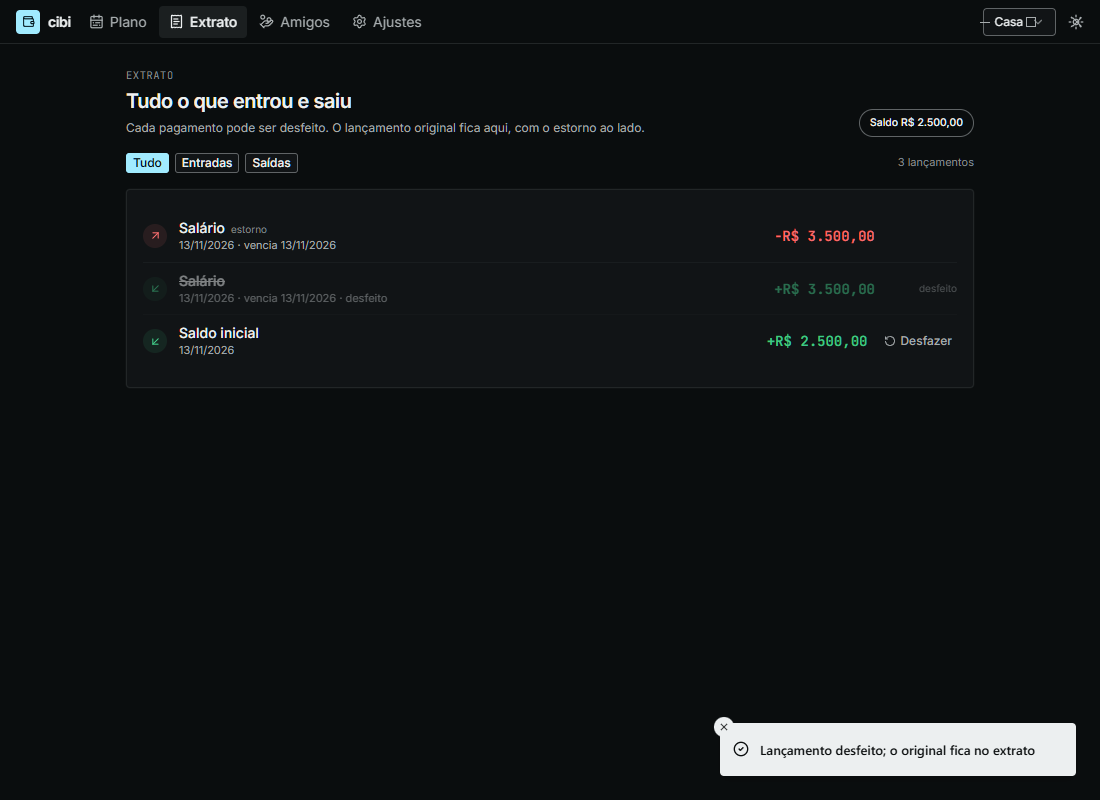 cibi
Plano
Extrato
Amigos
Ajustes
Casa
EXTRATO
Tudo o que entrou e saiu
Cada pagamento pode ser desfeito. O lançamento original fica aqui, com o estorno ao lado.
Saldo R$ 2.500,00
Tudo
Entradas
Saídas
3 lançamentos
Salário estorno
13/11/2026 · vencia 13/11/2026
-R$ 3.500,00
Salário
13/11/2026 · vencia 13/11/2026 · desfeito
+R$ 3.500,00
desfeito
Saldo inicial
13/11/2026
+R$ 2.500,00
Desfazer
Lançamento desfeito; o original fica no extrato